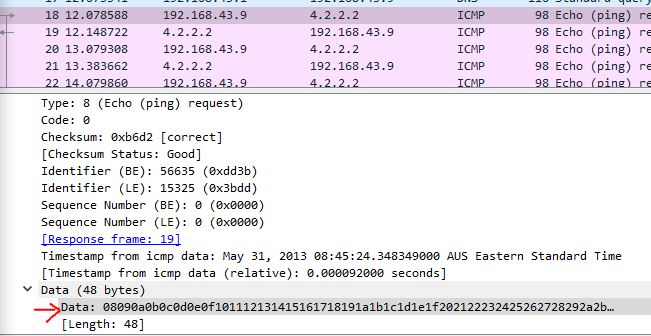 18 12.078588 192.168.43.9 4.2.2.2 ICMP 98 Echo (ping) re
19 12.148722 4.2.2.2 192.168.43.9 ICMP 98 Echo (ping) re
20 13.079308 192.168.43.9 4.2.2.2 ICMP 98 Echo (ping) re
21 13.383662 4.2.2.2 192.168.43.9 ICMP 98 Echo (ping) re
22 14.079860 192.168.43.9 4.2.2.2 ICMP 98 Echo (ping) re
Type: 8 (Echo (ping) request)
Code: 0
Checksum: 0xb6d2 [correct]
[Checksum Status: Good]
Identifier (BE): 56635 (0xdd3b)
Identifier (LE): 15325 (0x3bdd)
Sequence Number (BE): 0 (0x0000)
Sequence Number (LE): 0 (0x0000)
[Response frame: 19]
Timestamp from icmp data: May 31, 2013 08:45:24.348349000 AUS Eastern Standard Time
[Timestamp from icmp data (relative): 0.000092000 seconds]
Data (48 bytes)
Data: 08090a0b0c0d0e0f101112131415161718191a1b1c1d1e1f202122232425262728292a2b…
[Length: 48]